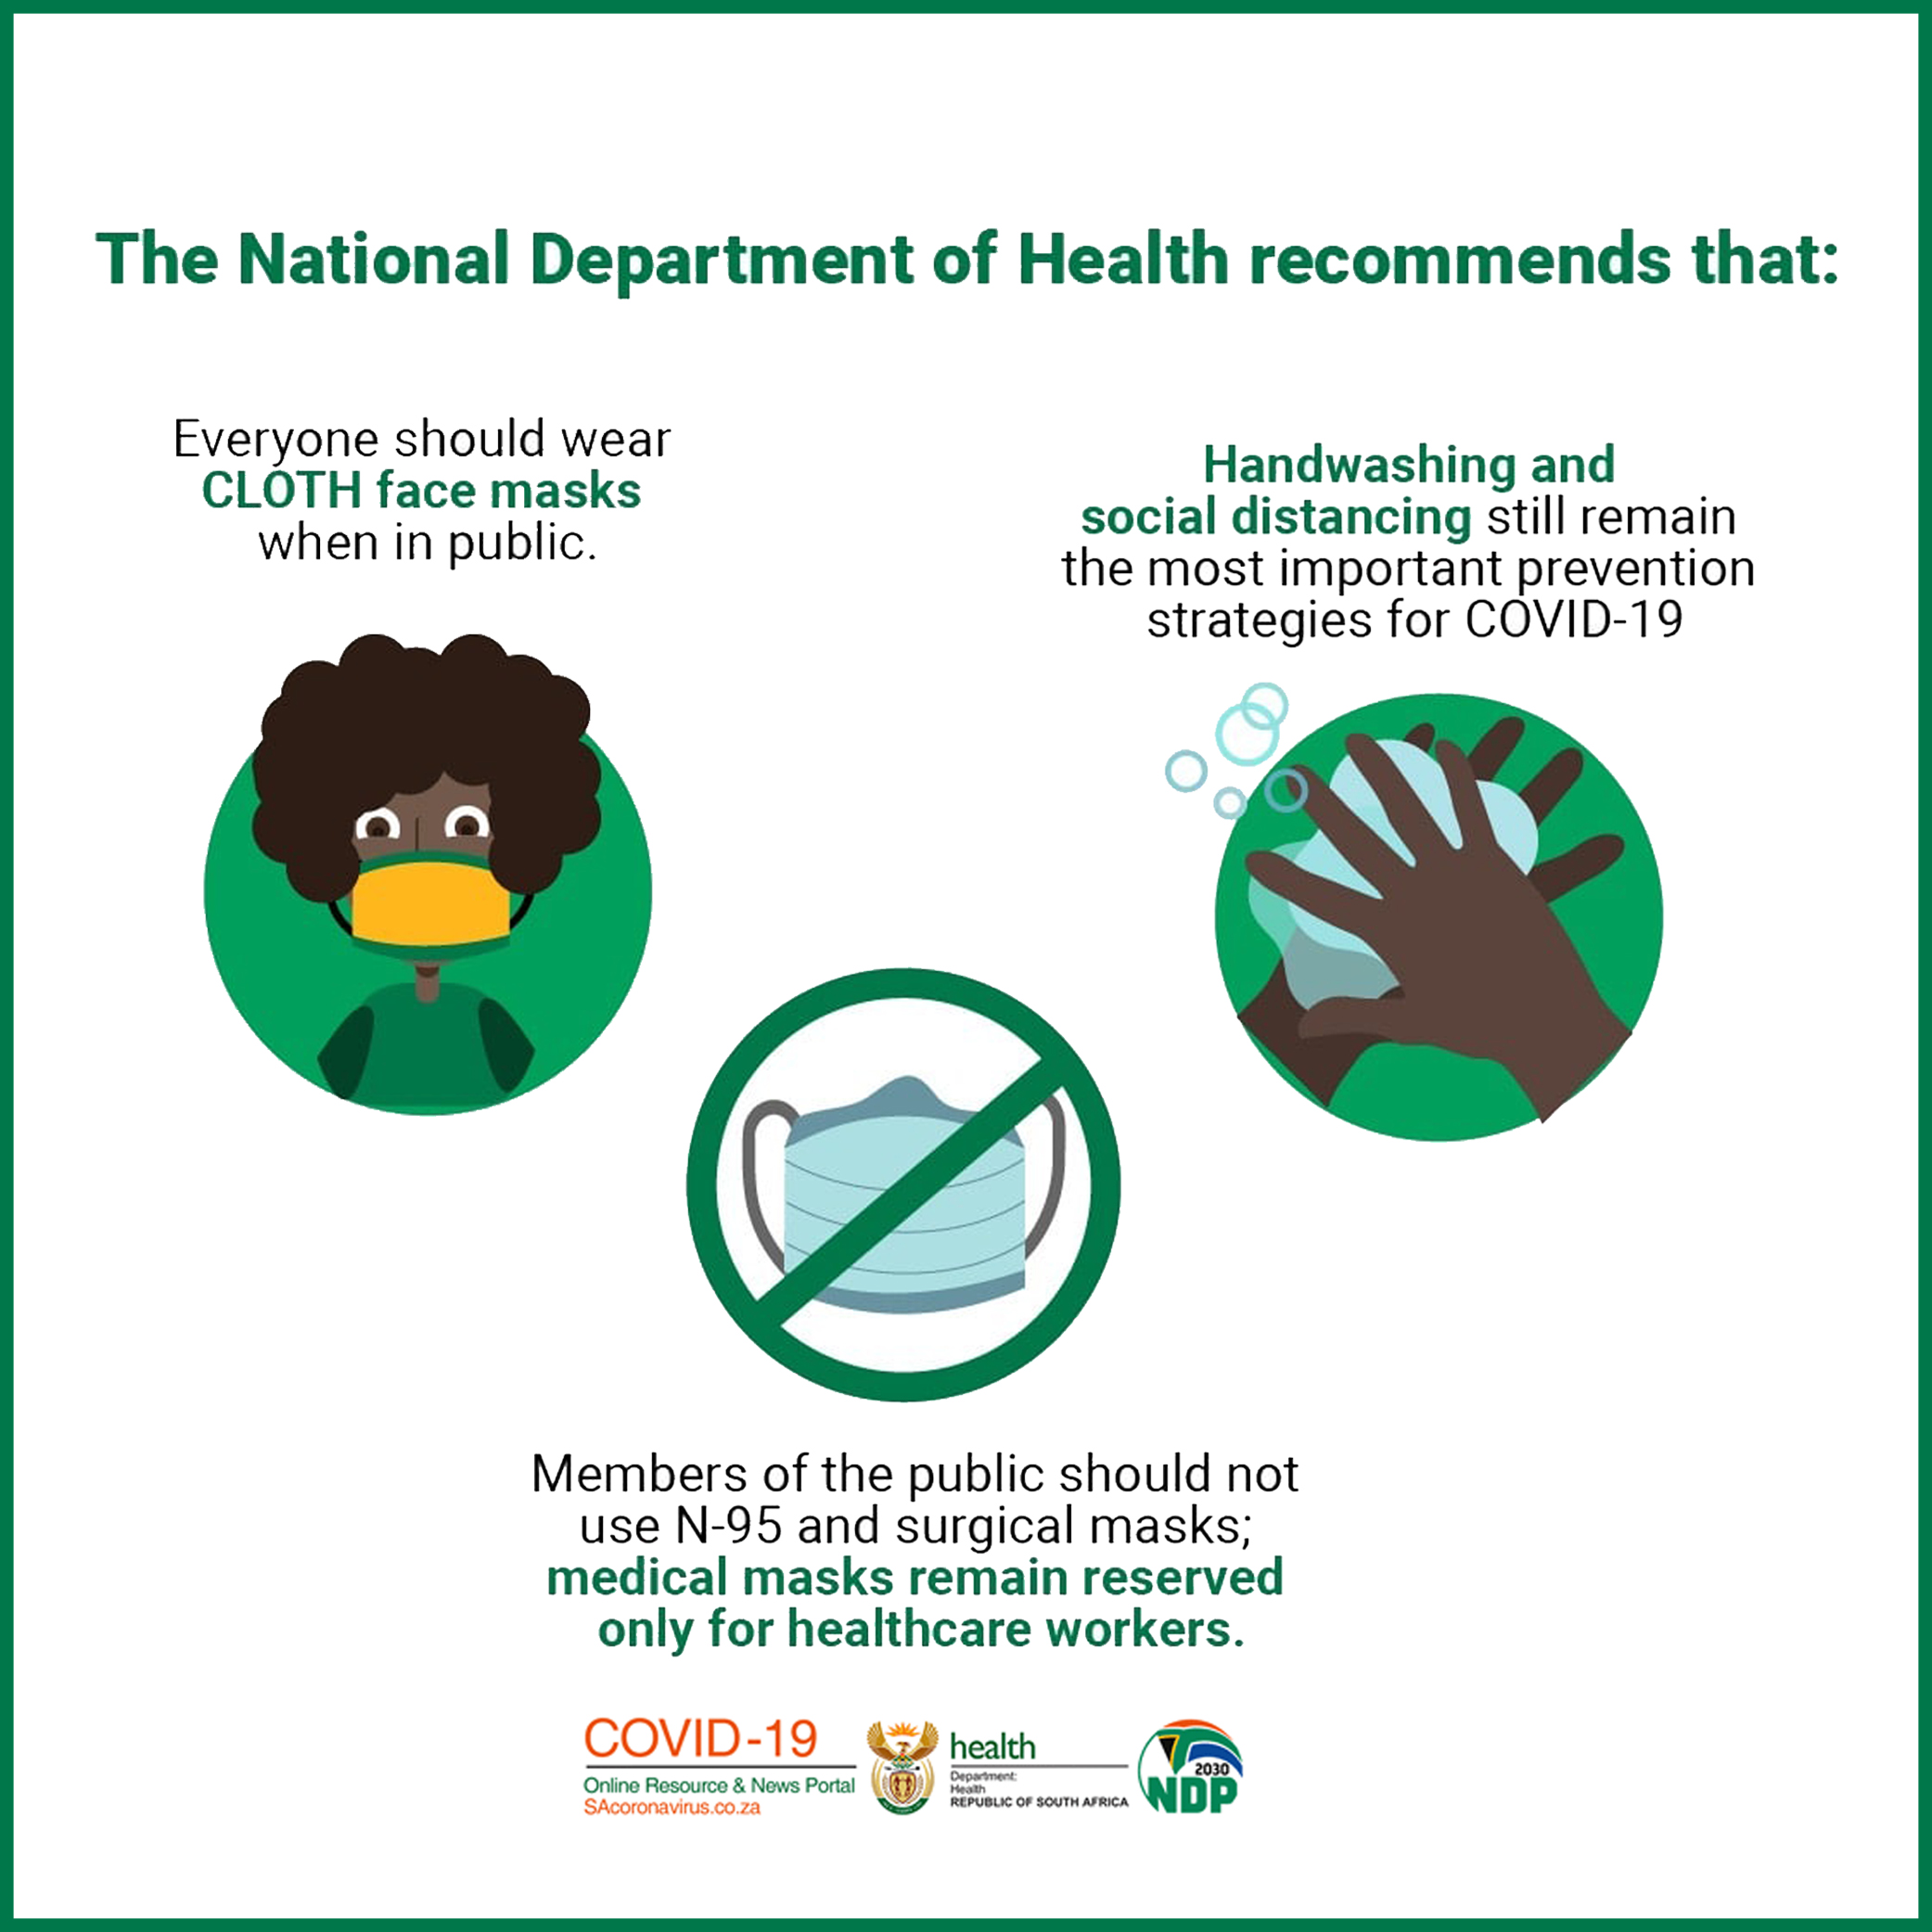 The National Department of Health recommends that:
Everyone should wear
CLOTH face masks
when in public.
Handwashing and
social distancing still remain
the most important prevention
strategies for COVID-19
Members of the public should not
use N-95 and surgical masks;
medical masks remain reserved
only for healthcare workers.
COVID-19
Online Resource & News Portal
SAcoronavirus.co.za
health
Department:
Health
REPUBLIC OF SOUTH AFRICA
2030
NDP